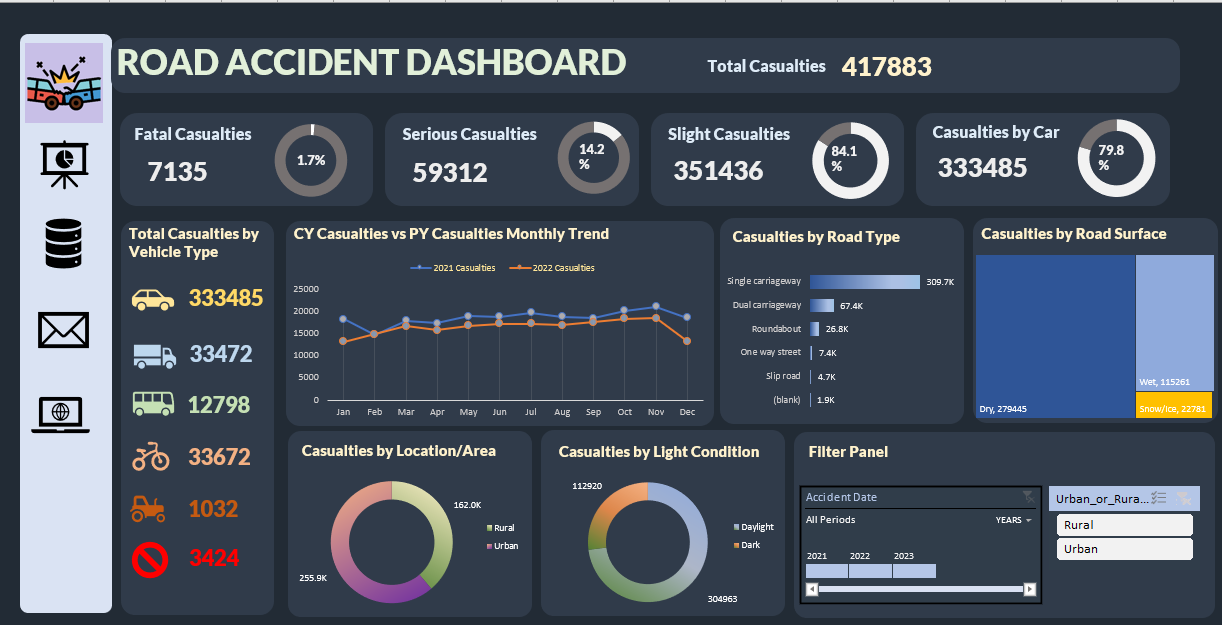 ROAD ACCIDENT DASHBOARD
Total Casualties 417883
Fatal Casualties
7135
1.7%
Serious Casualties
59312
14.2
%
Slight Casualties
351436
84.1
%
Casualties by Car
333485
79.8
%
Total Casualties by
Vehicle Type
333485
33472
12798
33672
1032
3424
CY Casualties vs PY Casualties Monthly Trend
2021 Casualties 2022 Casualties
25000
20000
15000
10000
5000
0
Jan Feb Mar Apr May Jun Jul Aug Sep Oct Nov Dec
Casualties by Road Type
Single carriageway 309.7K
Dual carriageway 67.4K
Roundabout 26.8K
One way street 7.4K
Slip road 4.7K
(blank) 1.9K
Casualties by Road Surface
Dry, 279445
Wet, 115261
Snow/Ice, 22781
Casualties by Location/Area
162.0K
Rural
Urban
255.9K
Casualties by Light Condition
112920
Daylight
Dark
304963
Filter Panel
Accident Date
All Periods YEARS
2021 2022 2023
Urban_or_Rura...
Rural
Urban